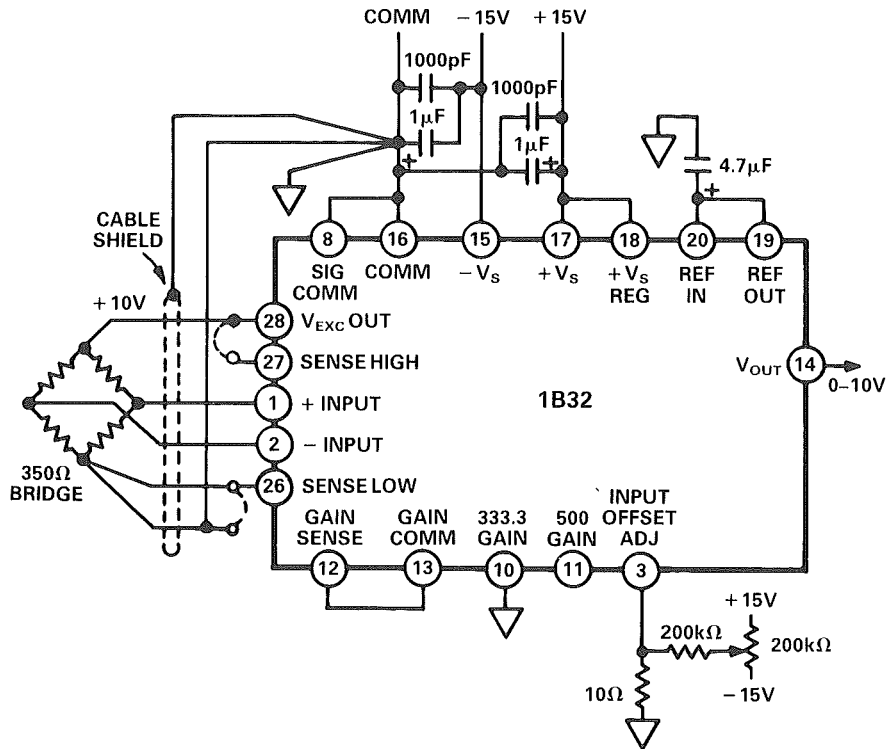 COMM −15V +15V
1000pF
1000pF
1µF
1µF
+
+
4.7µF
+
CABLE
SHIELD
8 16 15 17 18 20 19
SIG
COMM
COMM
−VS
+VS
+VS
REG
REF
IN
REF
OUT
+10V
28 VEXC OUT
27 SENSE HIGH
1 + INPUT
2 − INPUT
26 SENSE LOW
350Ω
BRIDGE
1B32
VOUT 14
0–10V
GAIN
SENSE
GAIN
COMM
333.3
GAIN
500
GAIN
INPUT
OFFSET
ADJ
12 13 10 11 3
+15V
200kΩ
200kΩ
−15V
10Ω